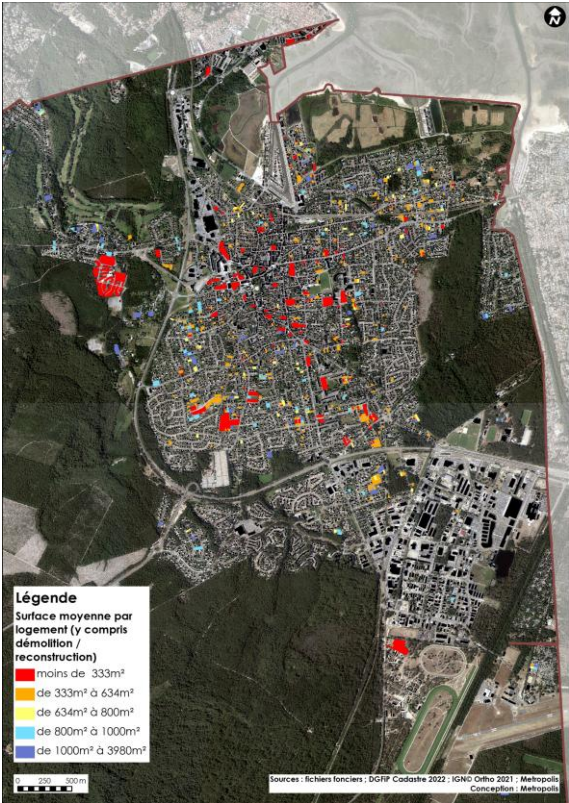 N
Légende
Surface moyenne par
logement (y compris
démolition /
reconstruction)
moins de 333m²
de 333m² à 634m²
de 634m² à 800m²
de 800m² à 1000m²
de 1000m² à 3980m²
0 250 500 m
Sources : fichiers fonciers ; DGFiP Cadastre 2022 ; IGN© Ortho 2021 ; Metropolis
Conception : Metropolis